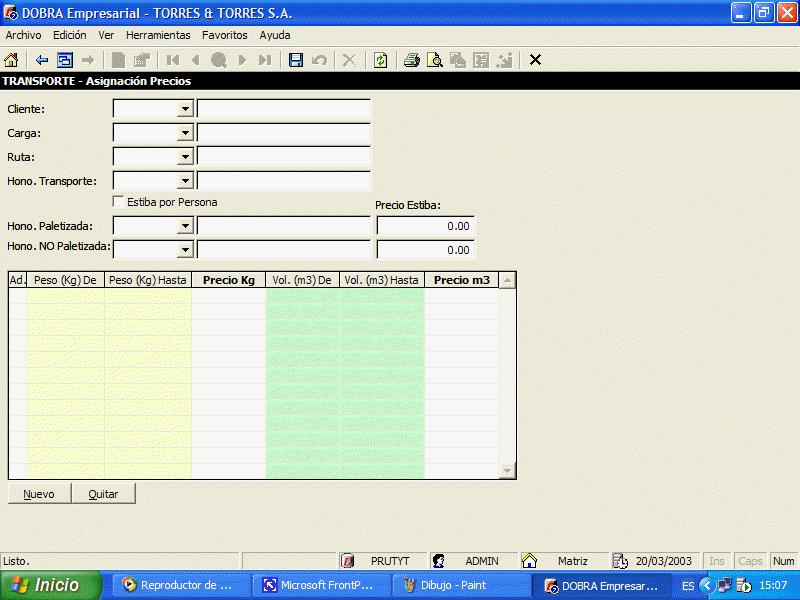 DOBRA Empresarial - TORRES & TORRES S.A.
Archivo Edición Ver Herramientas Favoritos Ayuda
TRANSPORTE - Asignación Precios
Cliente:
Carga:
Ruta:
Hono. Transporte:
Estiba por Persona
Precio Estiba:
Hono. Paletizada: 0.00
Hono. NO Paletizada: 0.00
Ad. Peso (Kg) De Peso (Kg) Hasta Precio Kg Vol. (m3) De Vol. (m3) Hasta Precio m3
Nuevo Quitar
Listo. PRUTYT ADMIN Matriz 20/03/2003 Ins Caps Num
Inicio Reproductor de ... Microsoft FrontP... Dibujo - Paint DOBRA Empresar... ES 15:07